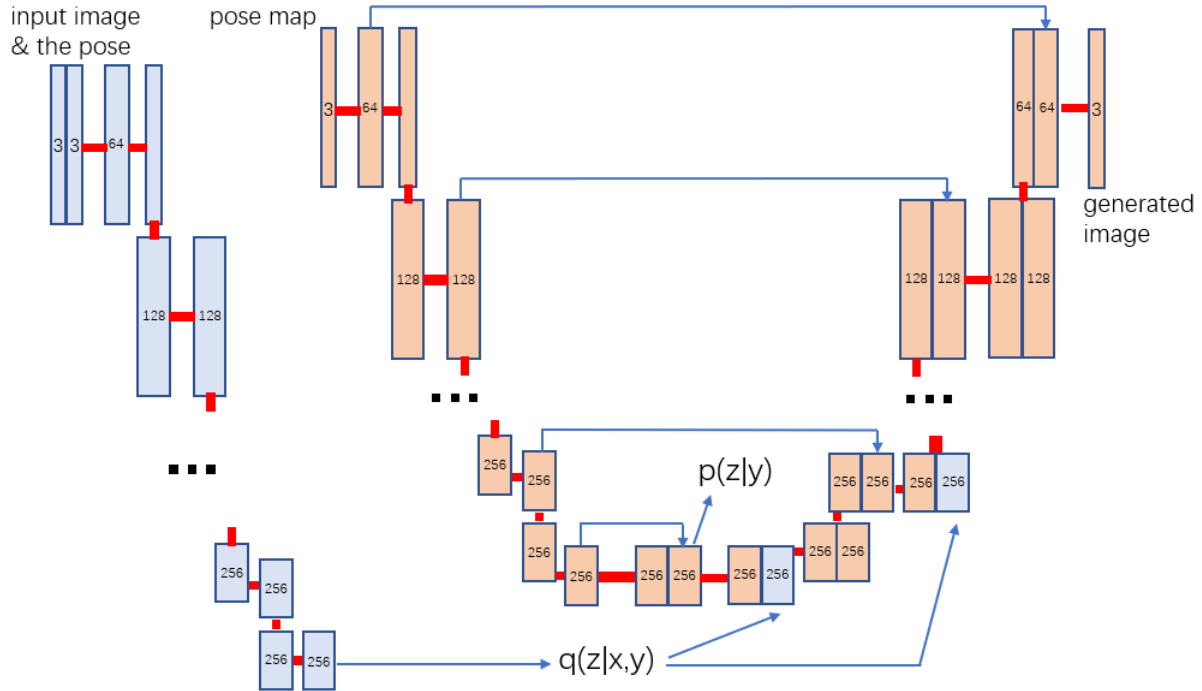 input image
& the pose
pose map
3 3 64
3 64
64 64 3
generated
image
128 128
128 128
128 128 128 128
...
...
...
256 256
256 256
256 256
256 256
256 256
256 256
256 256
256 256
256 256
256 256
p(z|y)
q(z|x,y)